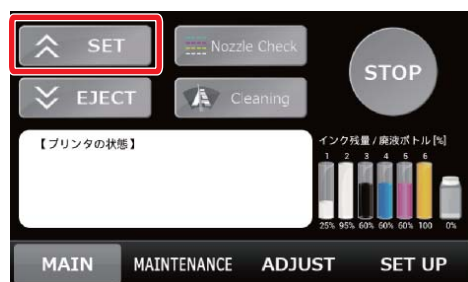 SET
Nozzle Check
STOP
EJECT
Cleaning
【プリンタの状態】
インク残量/廃液ボトル[%]
1 2 3 4 5 6
25% 95% 60% 60% 60% 100 0%
MAIN MAINTENANCE ADJUST SET UP